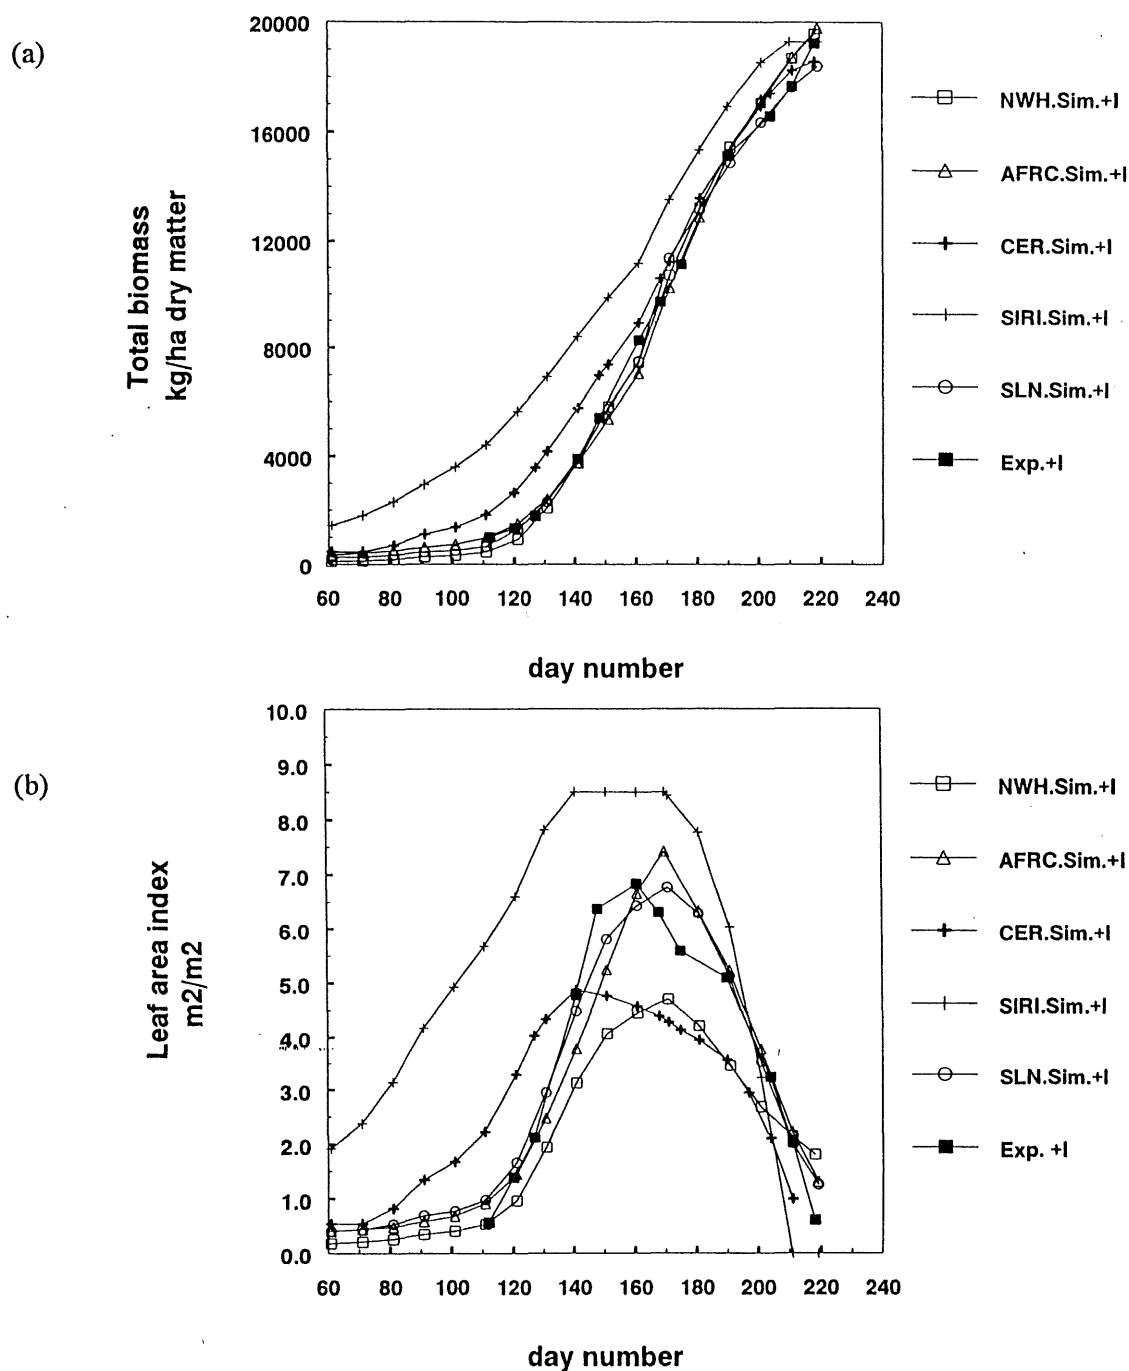 (a)
Total biomass
kg/ha dry matter
20000
16000
12000
8000
4000
0
60 80 100 120 140 160 180 200 220 240
day number
NWH.Sim.+I
AFRC.Sim.+I
CER.Sim.+I
SIRI.Sim.+I
SLN.Sim.+I
Exp.+I
(b)
Leaf area index
m2/m2
10.0
9.0
8.0
7.0
6.0
5.0
4.0
3.0
2.0
1.0
0.0
60 80 100 120 140 160 180 200 220 240
day number
NWH.Sim.+I
AFRC.Sim.+I
CER.Sim.+I
SIRI.Sim.+I
SLN.Sim.+I
Exp. +I